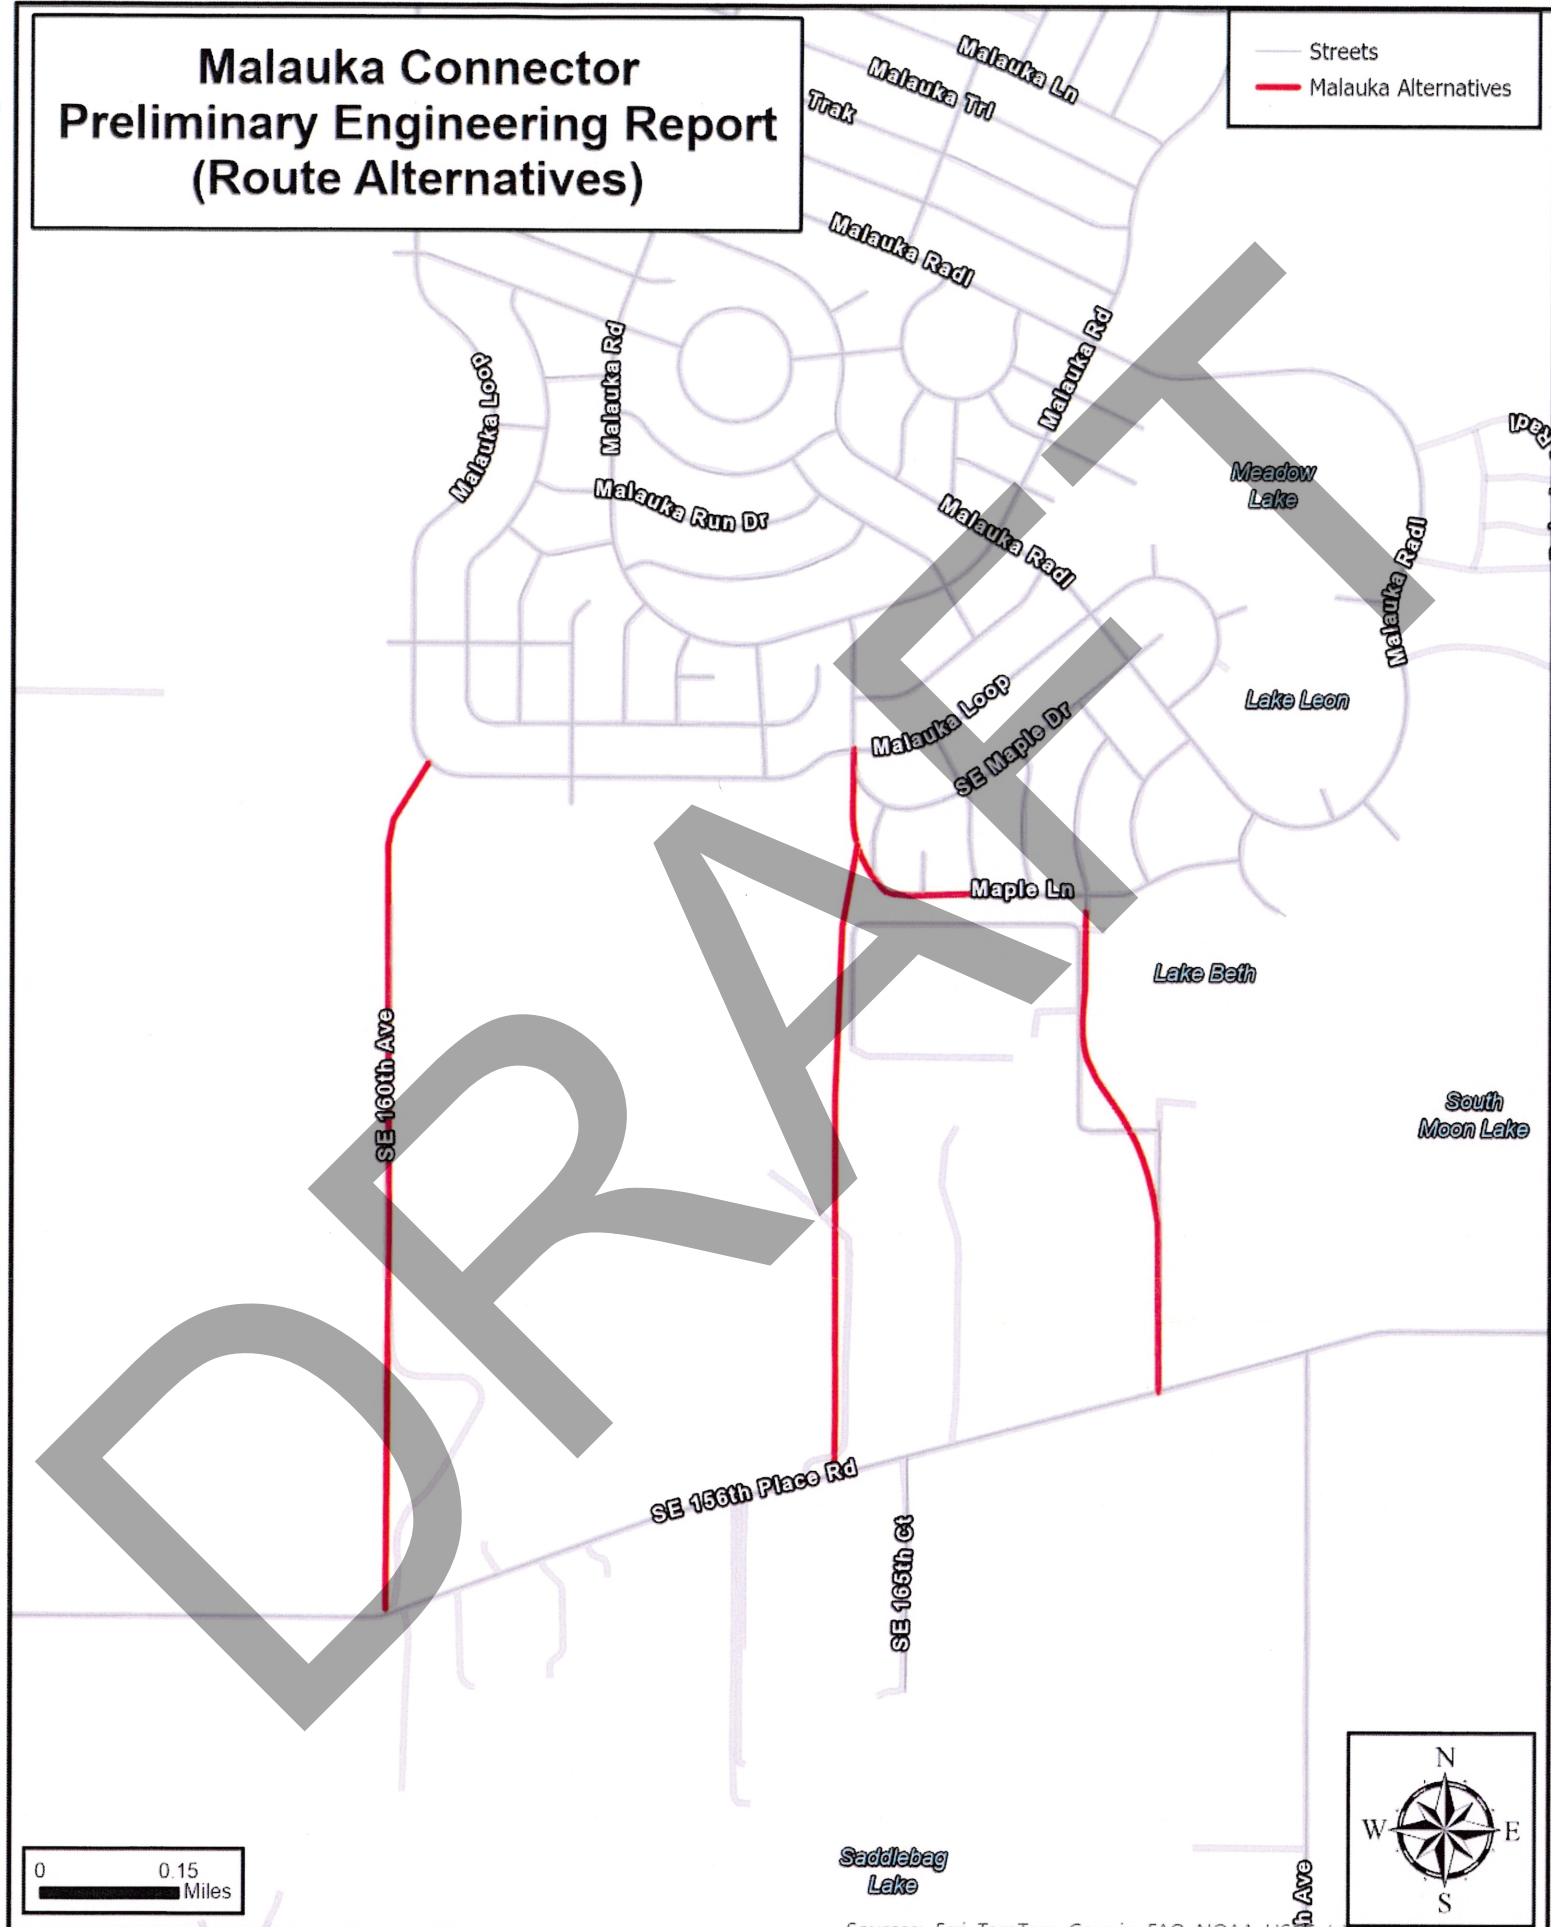 Malauka Connector
Preliminary Engineering Report
(Route Alternatives)
Streets
Malauka Alternatives
Malauka Ln
Malauka Trl
Trak
Malauka Radl
Malauka Rd
Malauka Rd
Malauka Loop
Malauka Run Dr
Malauka Radl
Meadow
Lake
Radl
Malauka Radl
Lake Leon
Malauka Loop
SE Maple Dr
Maple Ln
Lake Beth
South
Moon Lake
SE 160th Ave
DRAFT
SE 156th Place Rd
SE 165th Ct
Saddlebag
Lake
h Ave
0 0.15
Miles
N
W E
S